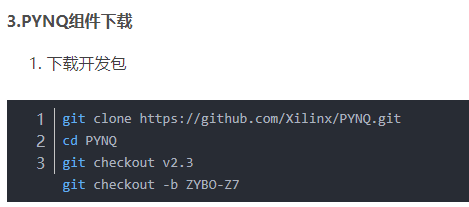 3.PYNQ组件下载
1. 下载开发包
1 git clone https://github.com/Xilinx/PYNQ.git
2 cd PYNQ
3 git checkout v2.3
git checkout -b ZYBO-Z7